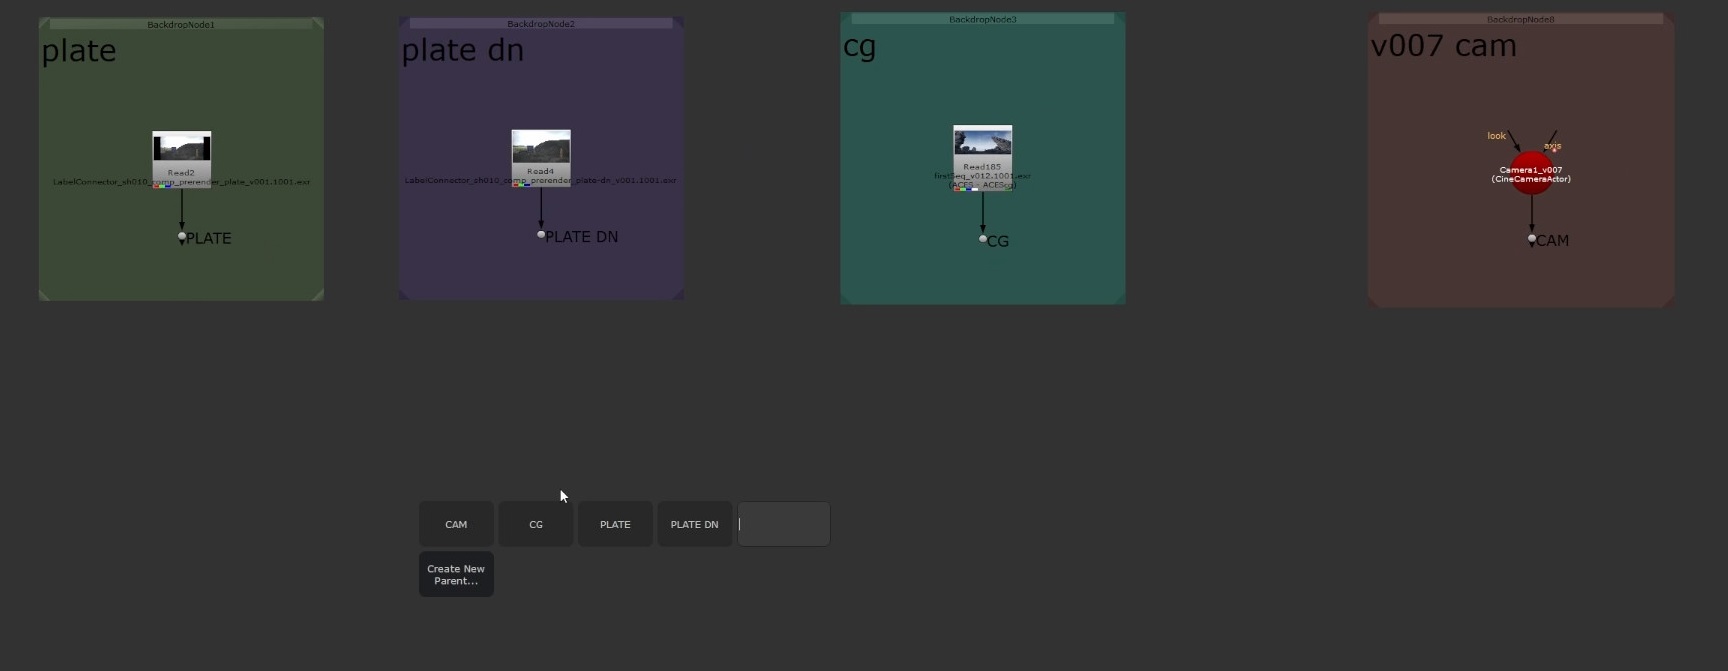 BackdropNode1
plate
Read2
LabelConnector_sh010_comp_prerender_plate_v001.1001.exr
PLATE
BackdropNode2
plate dn
Read4
LabelConnector_sh010_comp_prerender_plate-dn_v001.1001.exr
PLATE DN
BackdropNode3
cg
Read185
firstSeq_v012.1001.exr
(ACES - ACEScg)
CG
BackdropNode8
v007 cam
look
axis
Camera1_v007
(CineCameraActor)
CAM
CAM
CG
PLATE
PLATE DN
Create New
Parent...